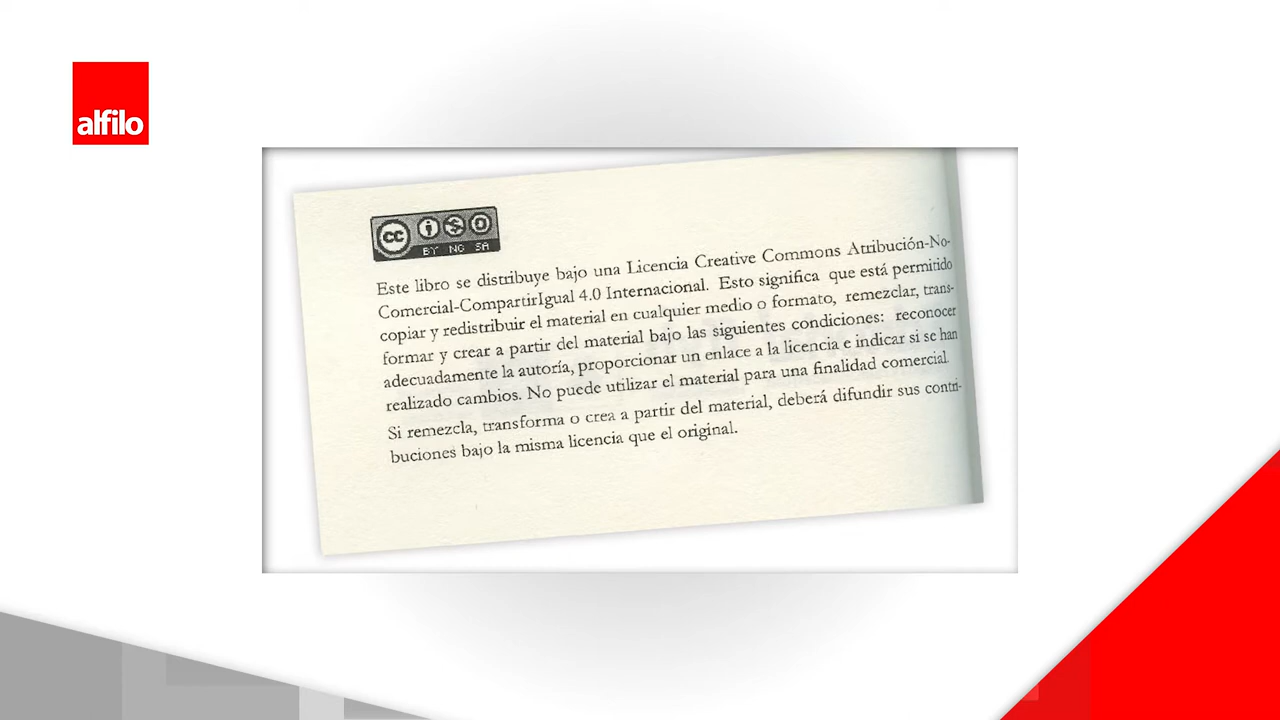 alfilo
cc
BY NC SA
Este libro se distribuye bajo una Licencia Creative Commons Atribución-No-
Comercial-CompartirIgual 4.0 Internacional. Esto significa que está permitido
copiar y redistribuir el material en cualquier medio o formato, remezclar, trans-
formar y crear a partir del material bajo las siguientes condiciones: reconocer
adecuadamente la autoría, proporcionar un enlace a la licencia e indicar si se han
realizado cambios. No puede utilizar el material para una finalidad comercial.
Si remezcla, transforma o crea a partir del material, deberá difundir sus contri-
buciones bajo la misma licencia que el original.